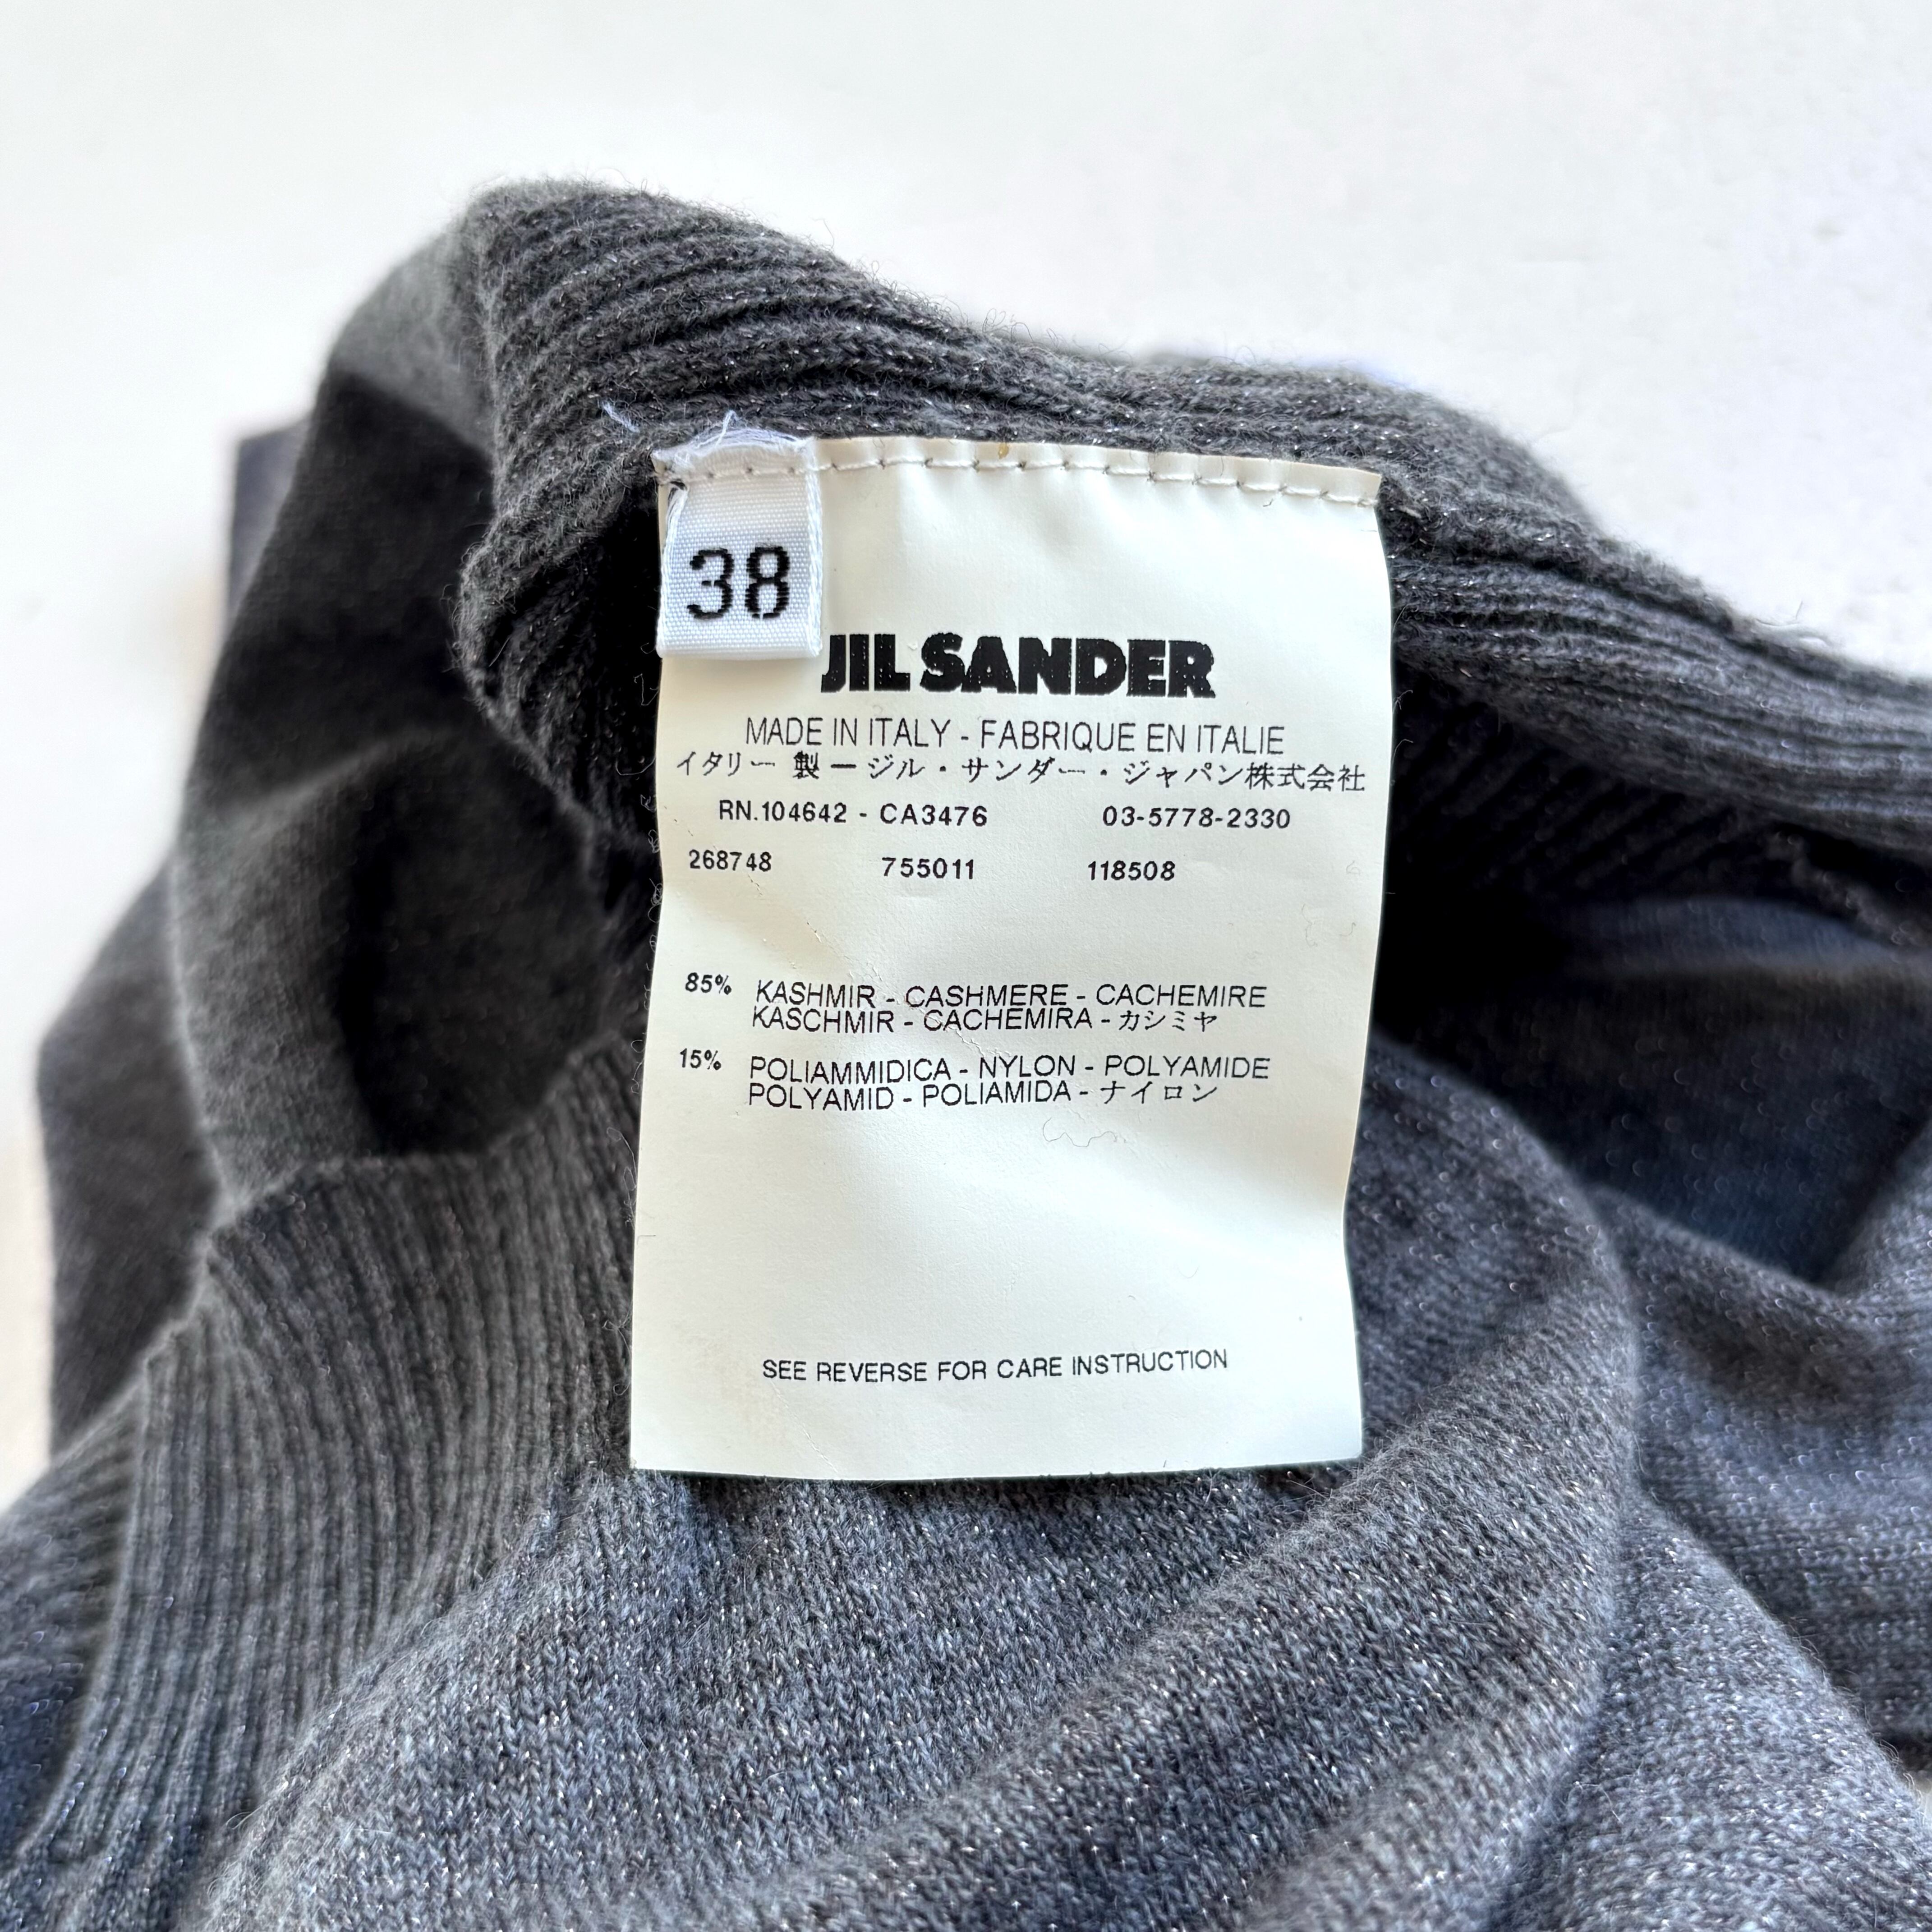 38
JIL SANDER
MADE IN ITALY - FABRIQUE EN ITALIE
イタリー 製 ー ジル・サンダー・ジャパン株式会社
RN.104642 - CA3476 03-5778-2330
268748 755011 118508
85% KASHMIR - CASHMERE - CACHEMIRE
KASCHMIR - CACHEMIRA - カシミヤ
15% POLIAMMIDICA - NYLON - POLYAMIDE
POLYAMID - POLIAMIDA - ナイロン
SEE REVERSE FOR CARE INSTRUCTION